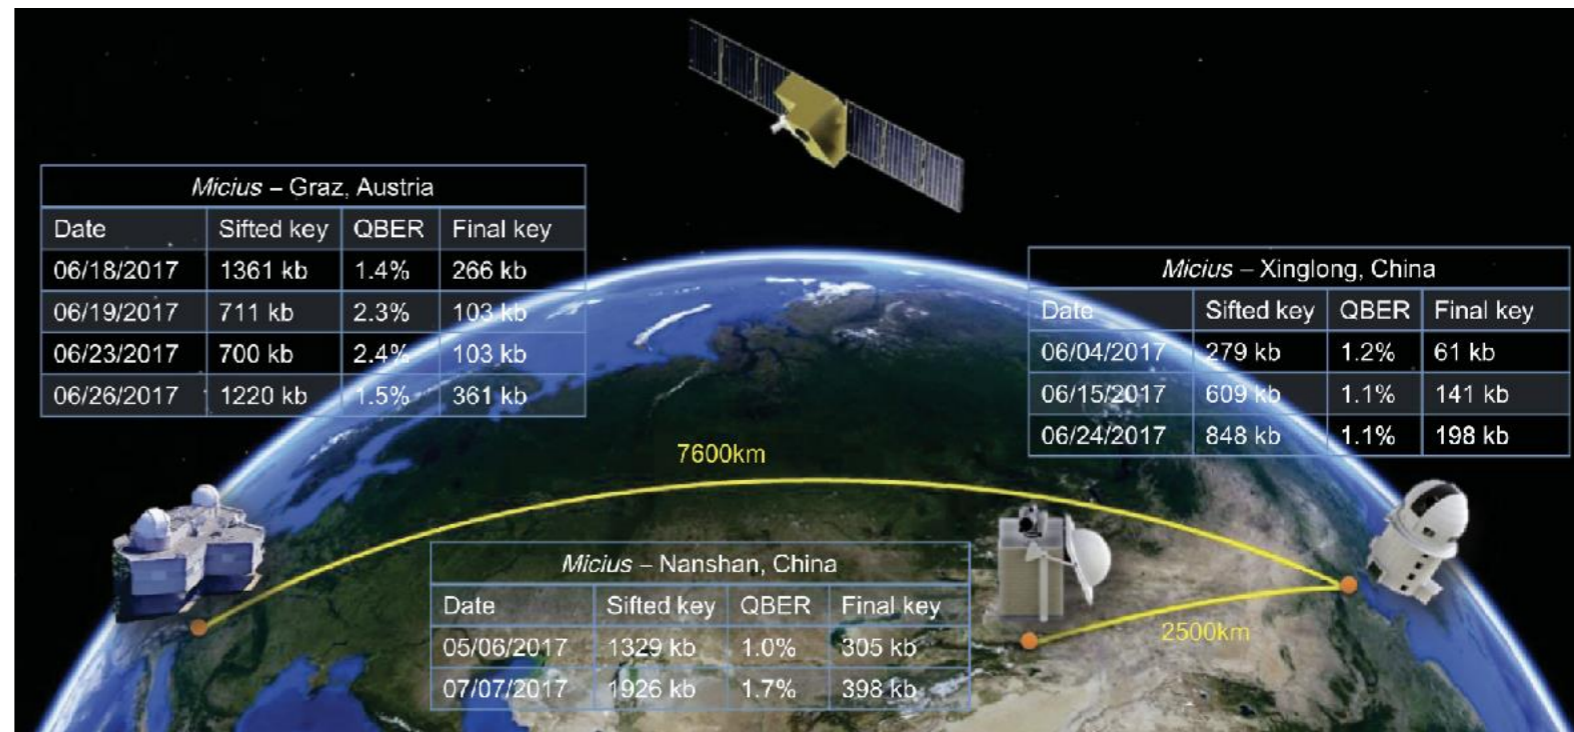 Micius – Graz, Austria
Date Sifted key QBER Final key
06/18/2017 1361 kb 1.4% 266 kb
06/19/2017 711 kb 2.3% 103 kb
06/23/2017 700 kb 2.4% 103 kb
06/26/2017 1220 kb 1.5% 361 kb
Micius – Xinglong, China
Date Sifted key QBER Final key
06/04/2017 279 kb 1.2% 61 kb
06/15/2017 609 kb 1.1% 141 kb
06/24/2017 848 kb 1.1% 198 kb
7600km
Micius – Nanshan, China
Date Sifted key QBER Final key
05/06/2017 1329 kb 1.0% 305 kb
07/07/2017 1926 kb 1.7% 398 kb
2500km